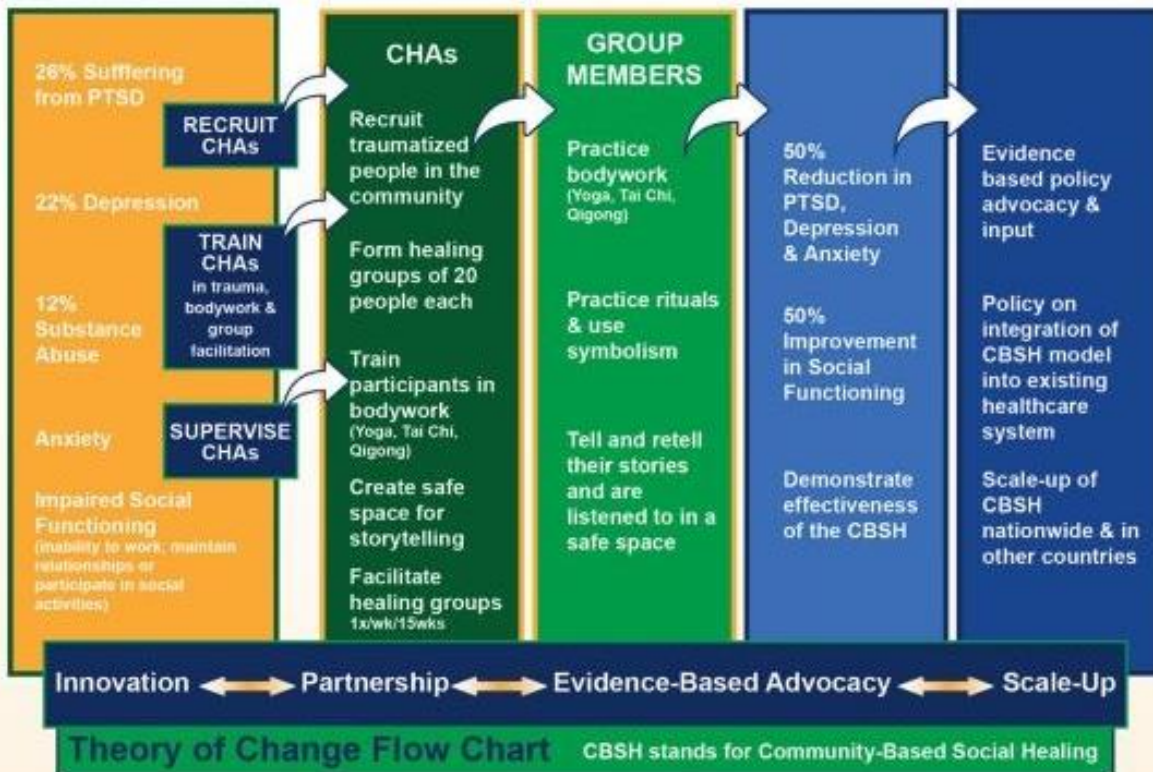 26% Sufffering
from PTSD
22% Depression
12%
Substance
Abuse
Anxiety
Impaired Social
Functioning
(inability to work; maintain
relationships or
participate in social
activities)
RECRUIT
CHAs
TRAIN
CHAs
in trauma,
bodywork &
group
facilitation
SUPERVISE
CHAs
CHAs
Recruit
traumatized
people in the
community
Form healing
groups of 20
people each
Train
participants in
bodywork
(Yoga, Tai Chi,
Qigong)
Create safe
space for
storytelling
Facilitate
healing groups
1x/wk/15wks
GROUP
MEMBERS
Practice
bodywork
(Yoga, Tai Chi,
Qigong)
Practice rituals
& use
symbolism
Tell and retell
their stories
and are
listened to in a
safe space
50%
Reduction in
PTSD,
Depression
& Anxiety
50%
Improvement
in Social
Functioning
Demonstrate
effectiveness
of the CBSH
Evidence
based policy
advocacy &
input
Policy on
integration of
CBSH model
into existing
healthcare
system
Scale-up of
CBSH
nationwide & in
other countries
Innovation Partnership Evidence-Based Advocacy Scale-Up
Theory of Change Flow Chart CBSH stands for Community-Based Social Healing